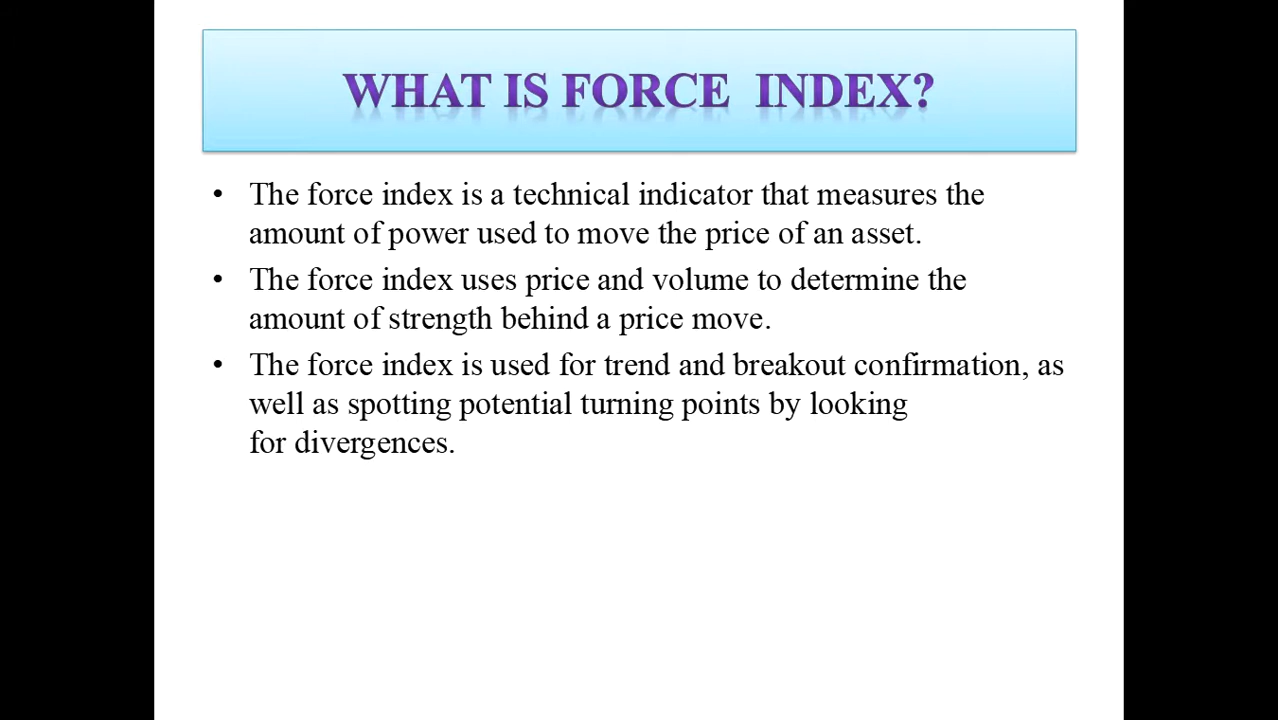 WHAT IS FORCE INDEX?
• The force index is a technical indicator that measures the
amount of power used to move the price of an asset.
• The force index uses price and volume to determine the
amount of strength behind a price move.
• The force index is used for trend and breakout confirmation, as
well as spotting potential turning points by looking
for divergences.